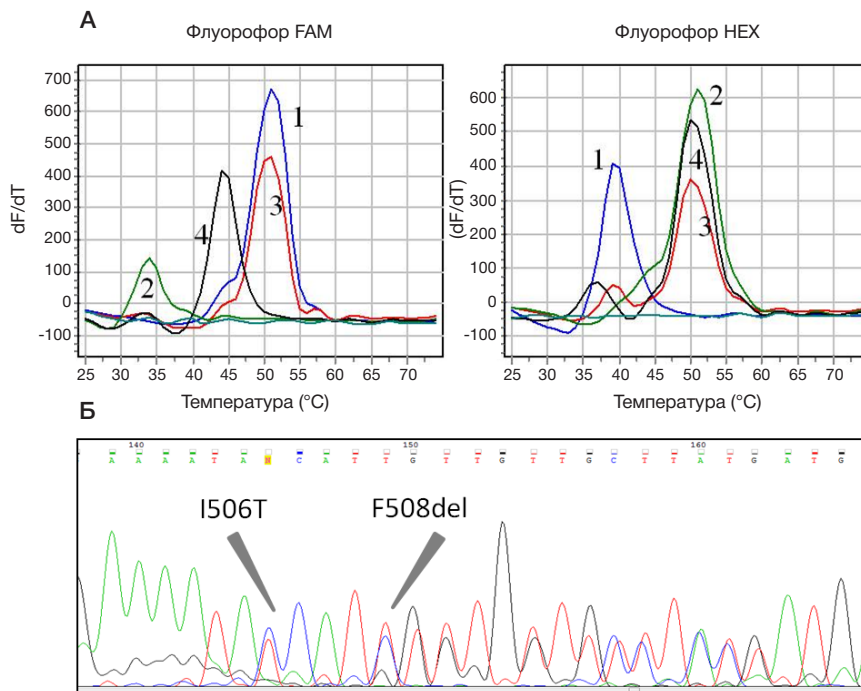 А
Флуорофор FAM
Флуорофор HEX
dF/dT
700
600
500
400
300
200
100
0
-100
1
2
3
4
25 30 35 40 45 50 55 60 65 70
Температура (°C)
(dF/dT)
600
500
400
300
200
100
0
-100
1
2
4
3
25 30 35 40 45 50 55 60 65 70
Температура (°C)
Б
140 150 160
A A A A T A N C A T T G T T G T T G C T T A T G A T G
I506T
F508del